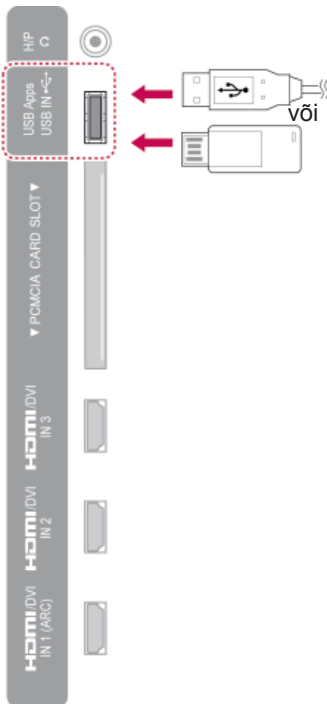 H/P
USB Apps
USB IN
või
▼ PCMCIA CARD SLOT ▼
HDMI/DVI
IN 3
HDMI/DVI
IN 2
HDMI/DVI
IN 1 (ARC)